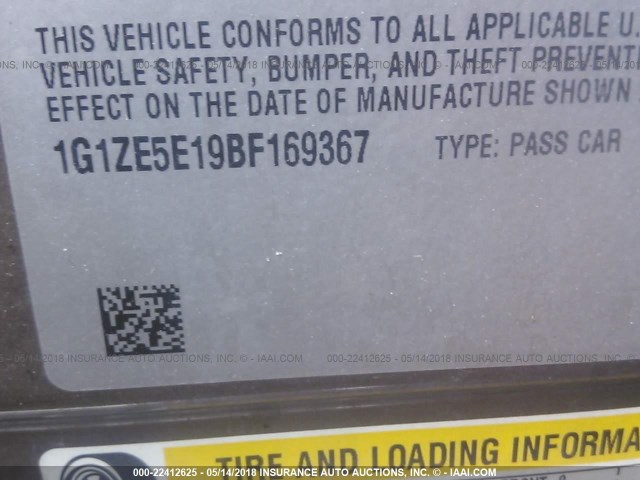 THIS VEHICLE CONFORMS TO ALL APPLICABLE U.
VEHICLE SAFETY, BUMPER, AND THEFT PREVENTI
EFFECT ON THE DATE OF MANUFACTURE SHOWN
1G1ZE5E19BF169367 TYPE: PASS CAR
000-22412625 - 05/14/2018 INSURANCE AUTO AUCTIONS, INC. © - IAAI.COM
TIRE AND LOADING INFORMA